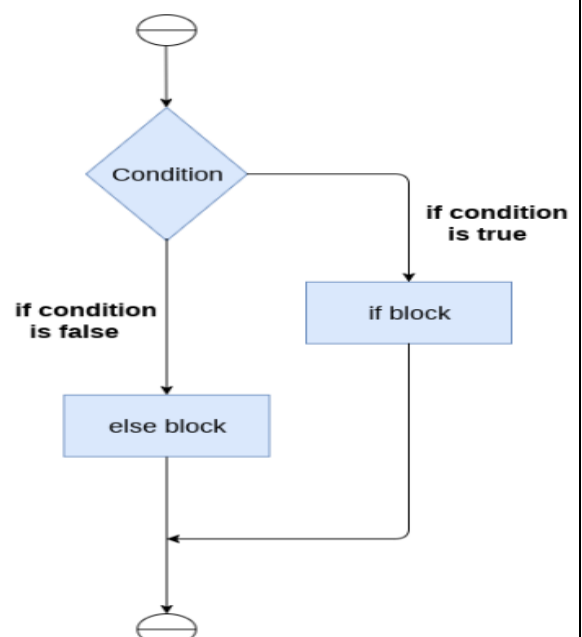 Condition
if condition
is true
if block
if condition
is false
else block